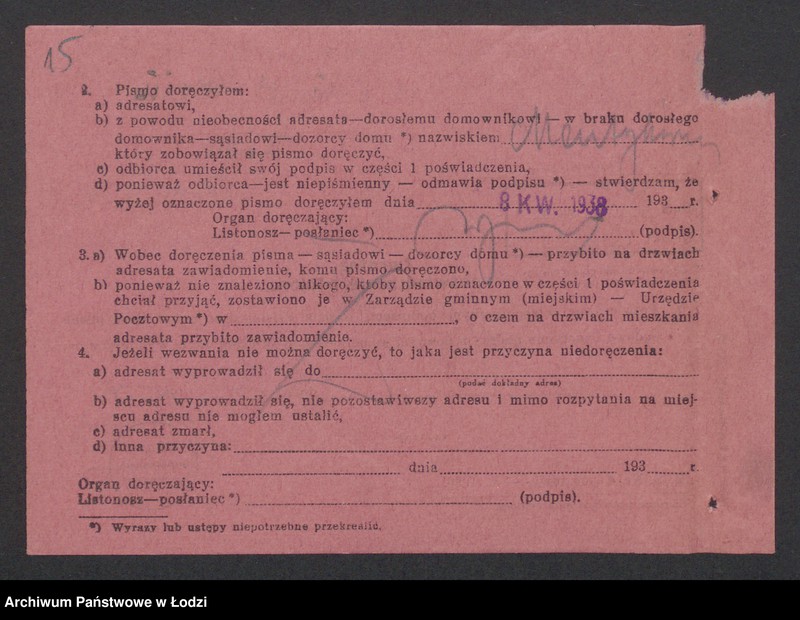 15
2. Pismo doręczyłem:
a) adresatowi,
b) z powodu nieobecności adresata—dorosłemu domownikowi — w braku dorosłego
domownika—sąsiadowi—dozorcy domu *) nazwiskiem
który zobowiązał się pismo doręczyć,
c) odbiorca umieścił swój podpis w części 1 poświadczenia,
d) ponieważ odbiorca—jest niepiśmienny — odmawia podpisu *) — stwierdzam, że
wyżej oznaczone pismo doręczyłem dnia 8 KW. 1938 193 r.
Organ doręczający:
Listonosz—posłaniec *) (podpis).
3. a) Wobec doręczenia pisma — sąsiadowi — dozorcy domu *) — przybito na drzwiach
adresata zawiadomienie, komu pismo doręczono,
b) ponieważ nie znaleziono nikogo, któby pismo oznaczone w części 1 poświadczenia
chciał przyjąć, zostawiono je w Zarządzie gminnym (miejskim) — Urzędzie
Pocztowym *) w , o czem na drzwiach mieszkania
adresata przybito zawiadomienie.
4. Jeżeli wezwania nie można doręczyć, to jaka jest przyczyna niedoręczenia:
a) adresat wyprowadził się do
(podać dokładny adres)
b) adresat wyprowadził się, nie pozostawiwszy adresu i mimo rozpytania na miej-
scu adresu nie mogłem ustalić,
c) adresat zmarł,
d) inna przyczyna:
dnia 193 r.
Organ doręczający:
Listonosz—posłaniec *) (podpis).
*) Wyrazy lub ustępy niepotrzebne przekreślić.
Archiwum Państwowe w Łodzi